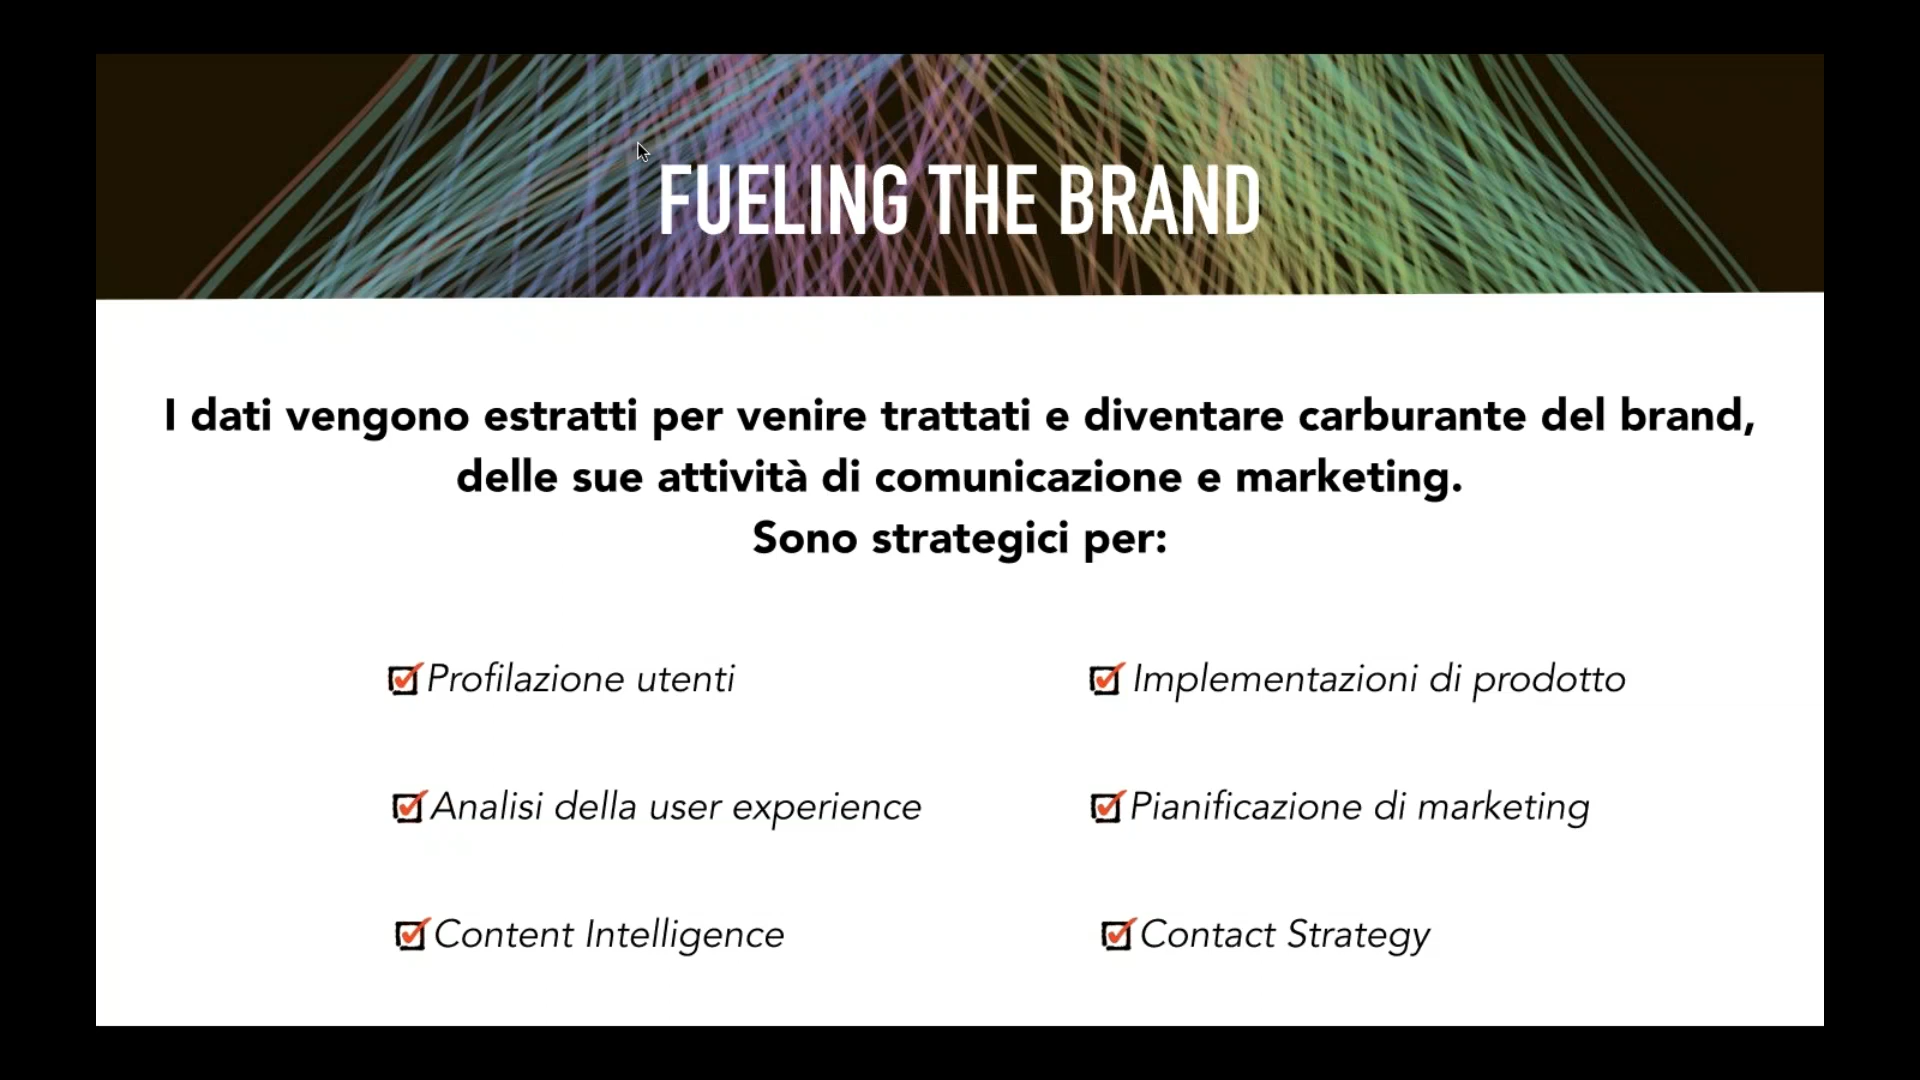 FUELING THE BRAND
I dati vengono estratti per venire trattati e diventare carburante del brand,
delle sue attività di comunicazione e marketing.
Sono strategici per:
Profilazione utenti
Analisi della user experience
Content Intelligence
Implementazioni di prodotto
Pianificazione di marketing
Contact Strategy